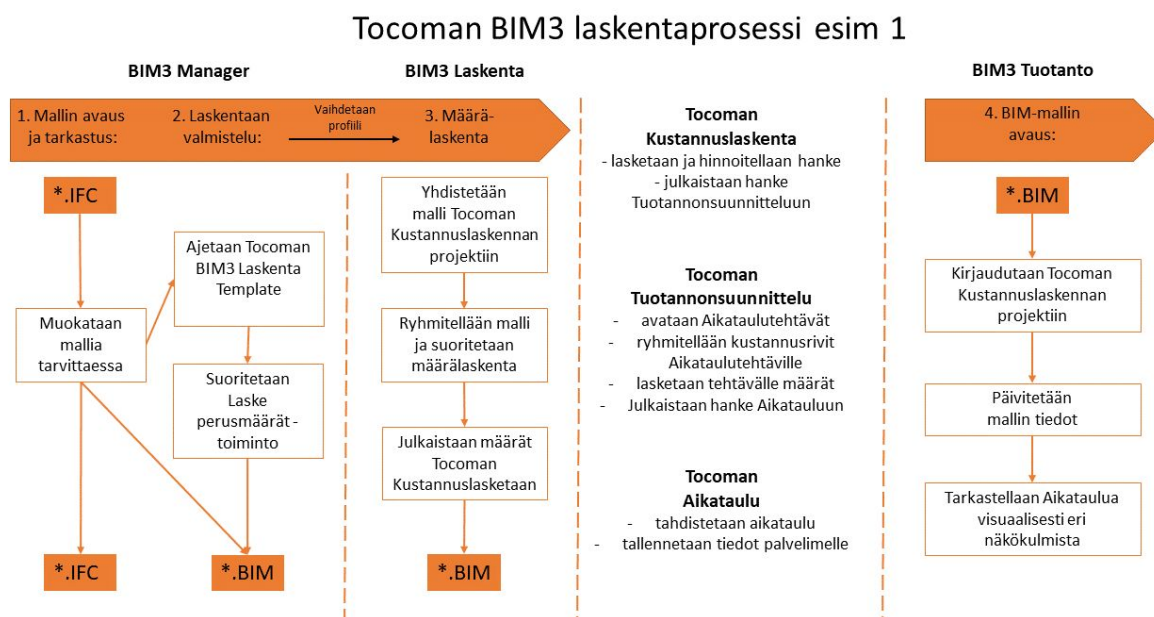 Tocoman BIM3 laskentaprosessi esim 1
BIM3 Manager
1. Mallin avaus
ja tarkastus:
2. Laskentaan
valmistelu:
Vaihdetaan
profiili
*.IFC
Muokataan
mallia
tarvittaessa
Ajetaan Tocoman
BIM3 Laskenta
Template
Suoritetaan
Laske
perusmäärät -
toiminto
*.IFC
*.BIM
BIM3 Laskenta
3. Määrä-
laskenta
Yhdistetään
malli Tocoman
Kustannuslaskennan
projektiin
Ryhmitellään malli
ja suoritetaan
määrälaskenta
Julkaistaan määrät
Tocoman
Kustannuslasketaan
*.BIM
Tocoman
Kustannuslaskenta
- lasketaan ja hinnoitellaan hanke
- julkaistaan hanke
Tuotannonsuunnitteluun
Tocoman
Tuotannonsuunnittelu
- avataan Aikataulutehtävät
- ryhmitellään kustannusrivit
Aikataulutehtäville
- lasketaan tehtävälle määrät
- Julkaistaan hanke Aikatauluun
Tocoman
Aikataulu
- tahdistetaan aikataulu
- tallennetaan tiedot palvelimelle
BIM3 Tuotanto
4. BIM-mallin
avaus:
*.BIM
Kirjaudutaan Tocoman
Kustannuslaskennan
projektiin
Päivitetään
mallin tiedot
Tarkastellaan Aikataulua
visuaalisesti eri
näkökulmista